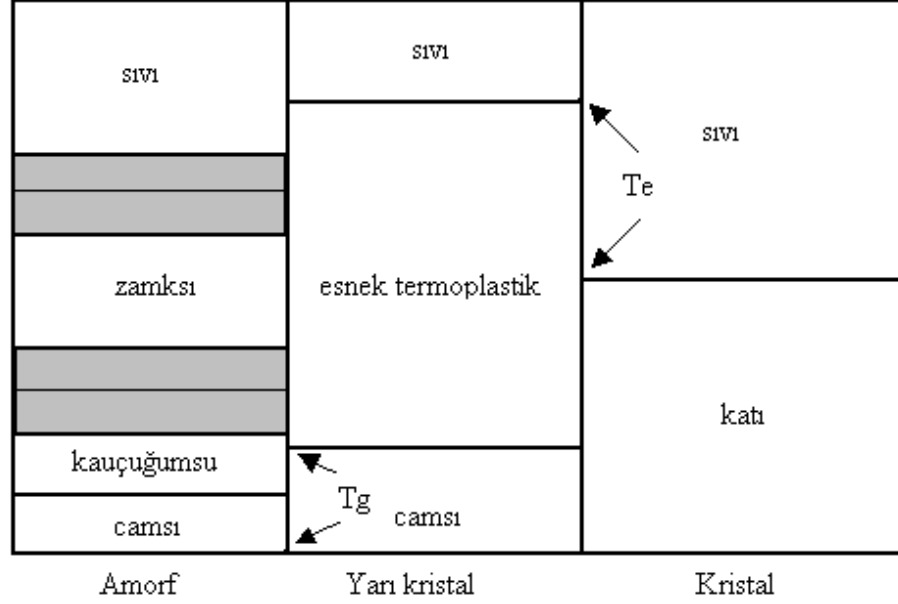 sıvı
zamksı
kauçuğumsu
camsı
sıvı
esnek termoplastik
Tg
camsı
Te
sıvı
katı
Amorf
Yarı kristal
Kristal